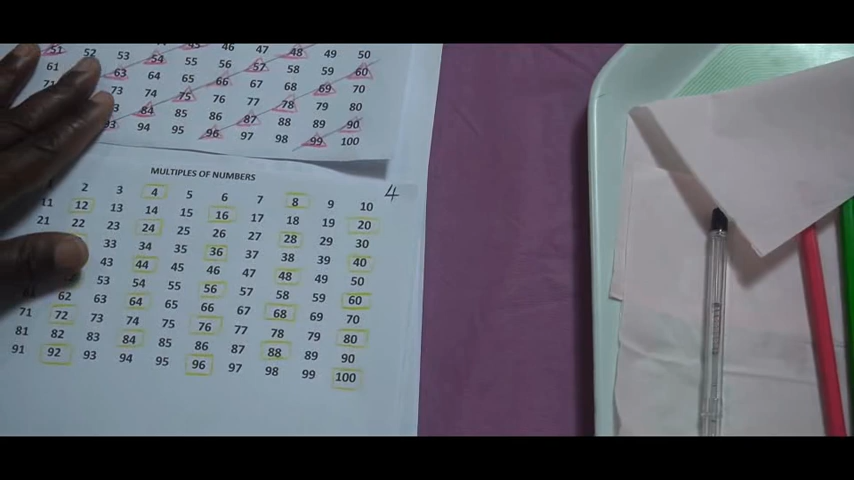 46 47 48 49 50
51 52 53 54 55 56 57 58 59 60
61 63 64 65 66 67 68 69 70
73 74 75 76 77 78 79 80
84 85 86 87 88 89 90
93 94 95 96 97 98 99 100
MULTIPLES OF NUMBERS
4
2 3 4 5 6 7 8 9 10
11 12 13 14 15 16 17 18 19 20
21 22 23 24 25 26 27 28 29 30
33 34 35 36 37 38 39 40
43 44 45 46 47 48 49 50
53 54 55 56 57 58 59 60
62 63 64 65 66 67 68 69 70
71 72 73 74 75 76 77 78 79 80
81 82 83 84 85 86 87 88 89 90
91 92 93 94 95 96 97 98 99 100